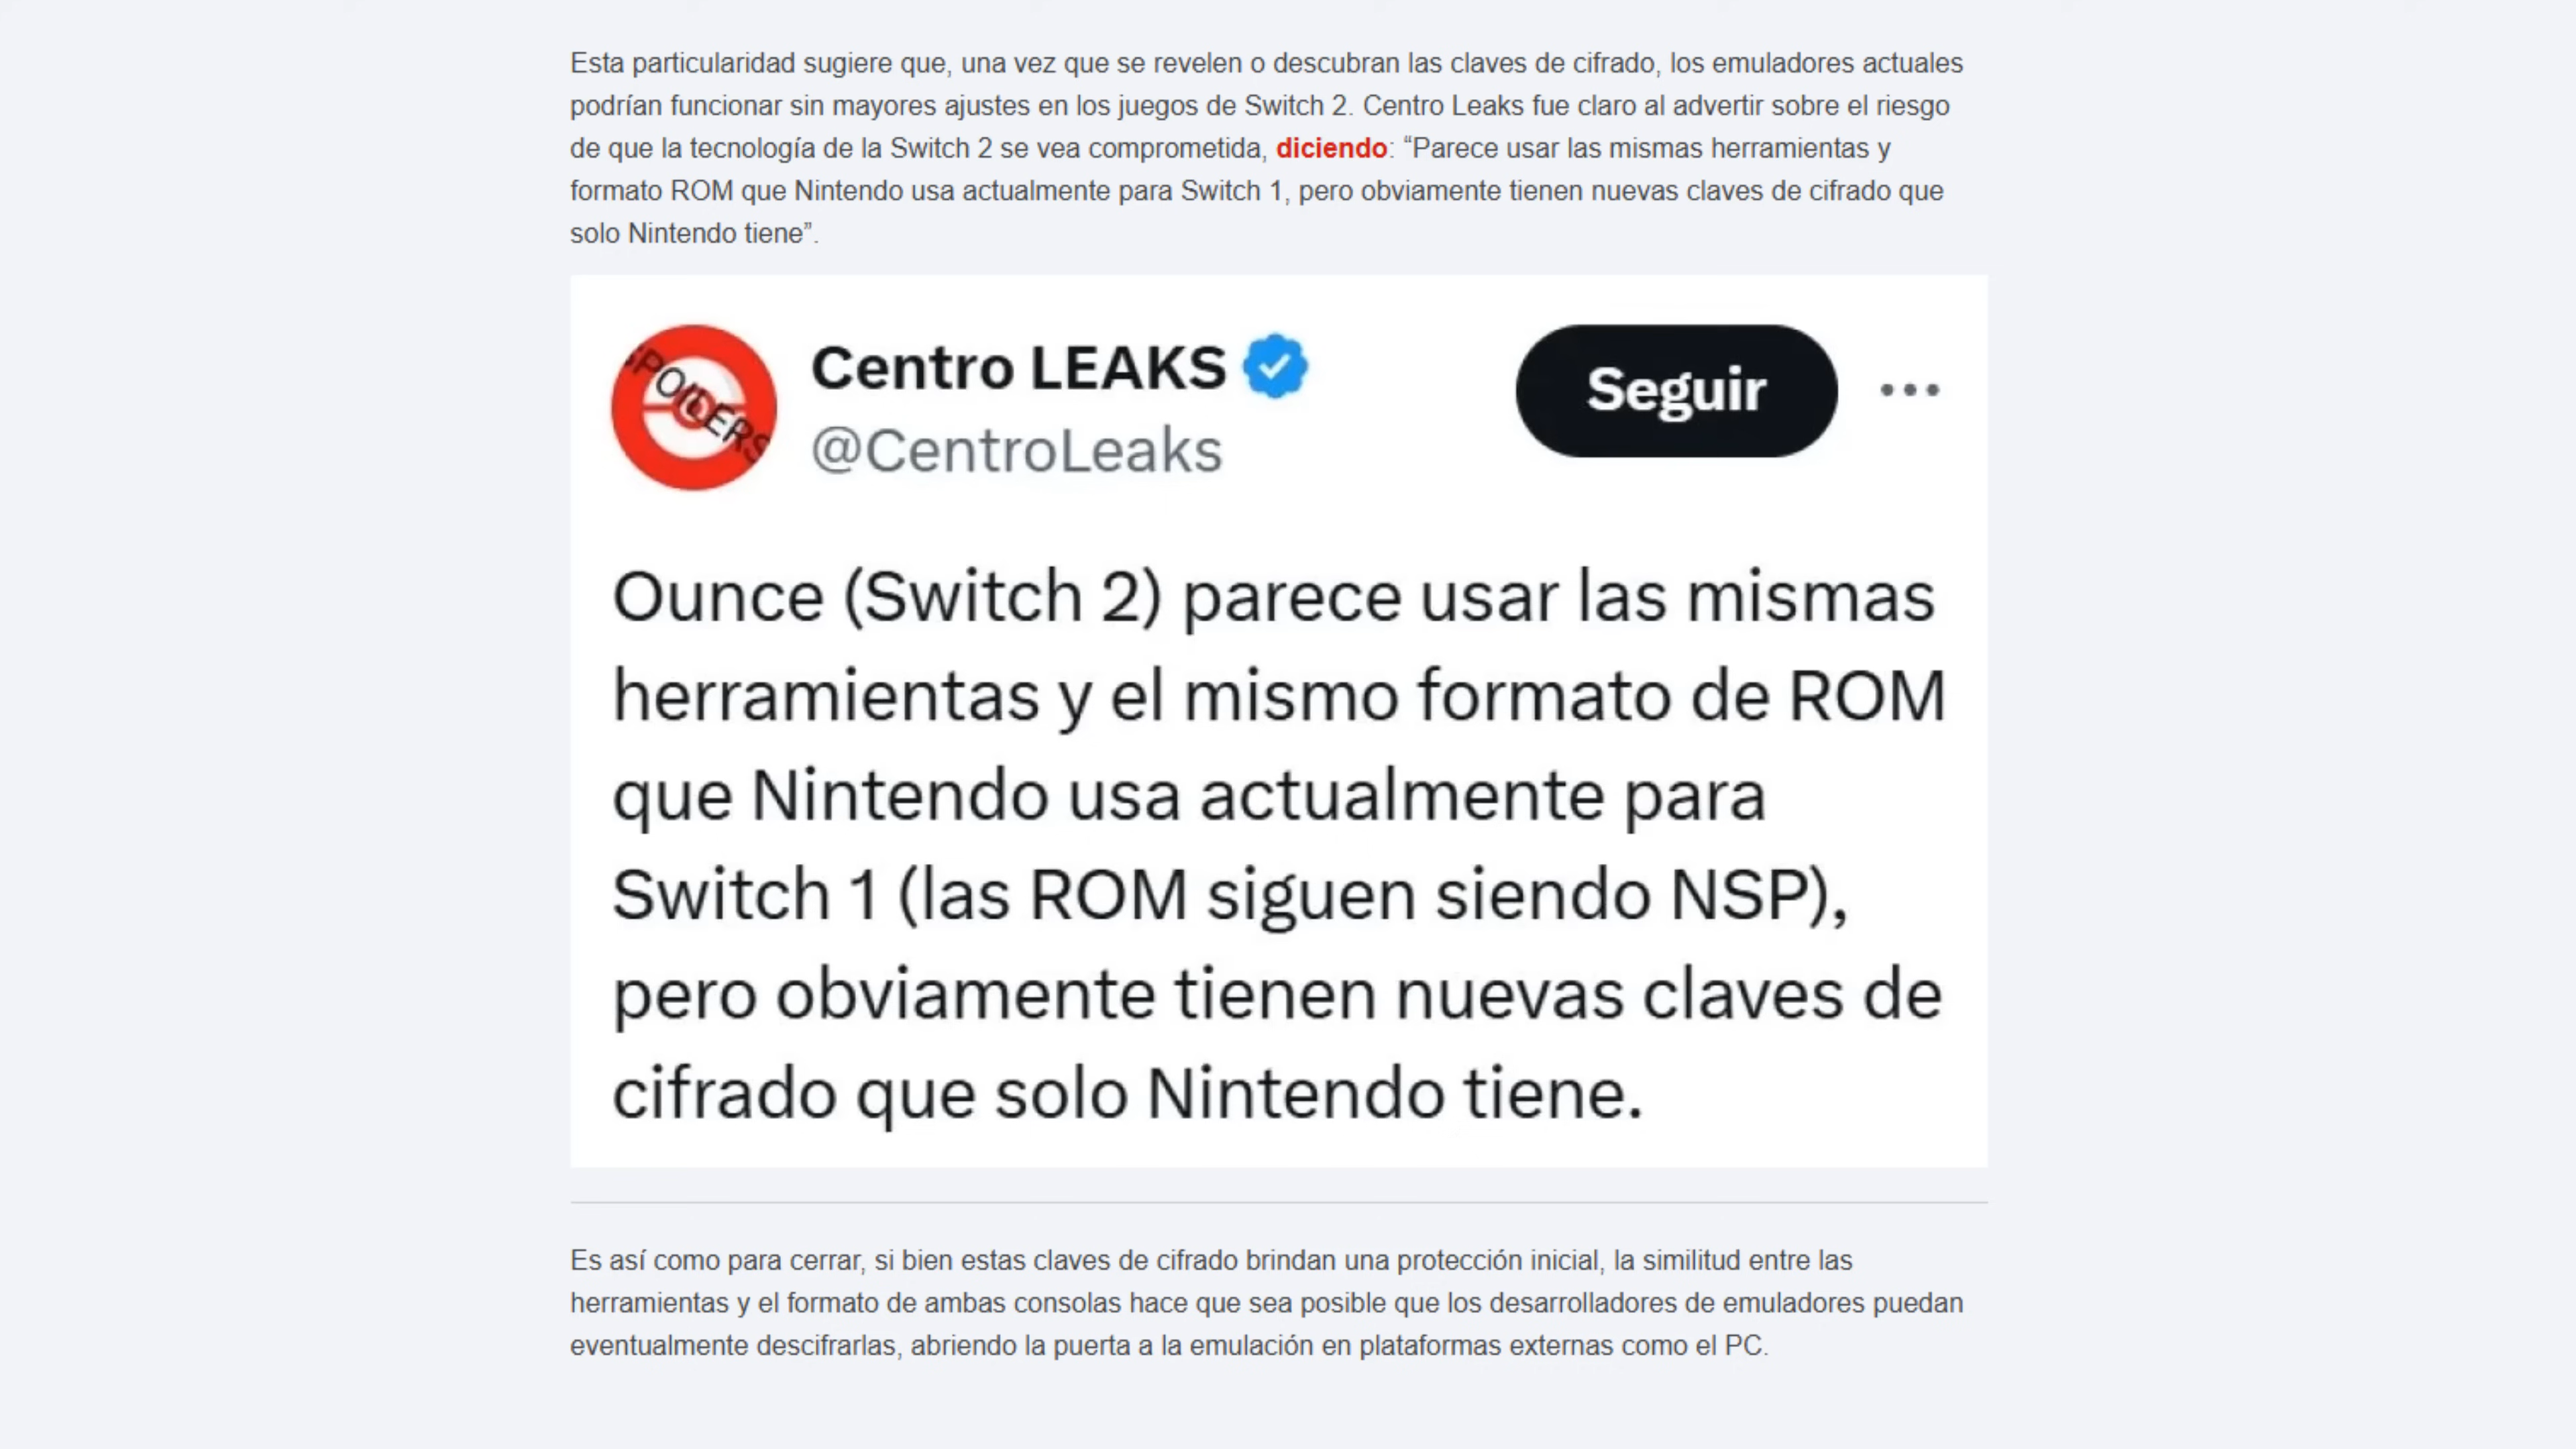 Esta particularidad sugiere que, una vez que se revelen o descubran las claves de cifrado, los emuladores actuales
podrían funcionar sin mayores ajustes en los juegos de Switch 2. Centro Leaks fue claro al advertir sobre el riesgo
de que la tecnología de la Switch 2 se vea comprometida, diciendo: “Parece usar las mismas herramientas y
formato ROM que Nintendo usa actualmente para Switch 1, pero obviamente tienen nuevas claves de cifrado que
solo Nintendo tiene”.
SPOILERS
Centro LEAKS
@CentroLeaks
Seguir
Ounce (Switch 2) parece usar las mismas
herramientas y el mismo formato de ROM
que Nintendo usa actualmente para
Switch 1 (las ROM siguen siendo NSP),
pero obviamente tienen nuevas claves de
cifrado que solo Nintendo tiene.
Es así como para cerrar, si bien estas claves de cifrado brindan una protección inicial, la similitud entre las
herramientas y el formato de ambas consolas hace que sea posible que los desarrolladores de emuladores puedan
eventualmente descifrarlas, abriendo la puerta a la emulación en plataformas externas como el PC.